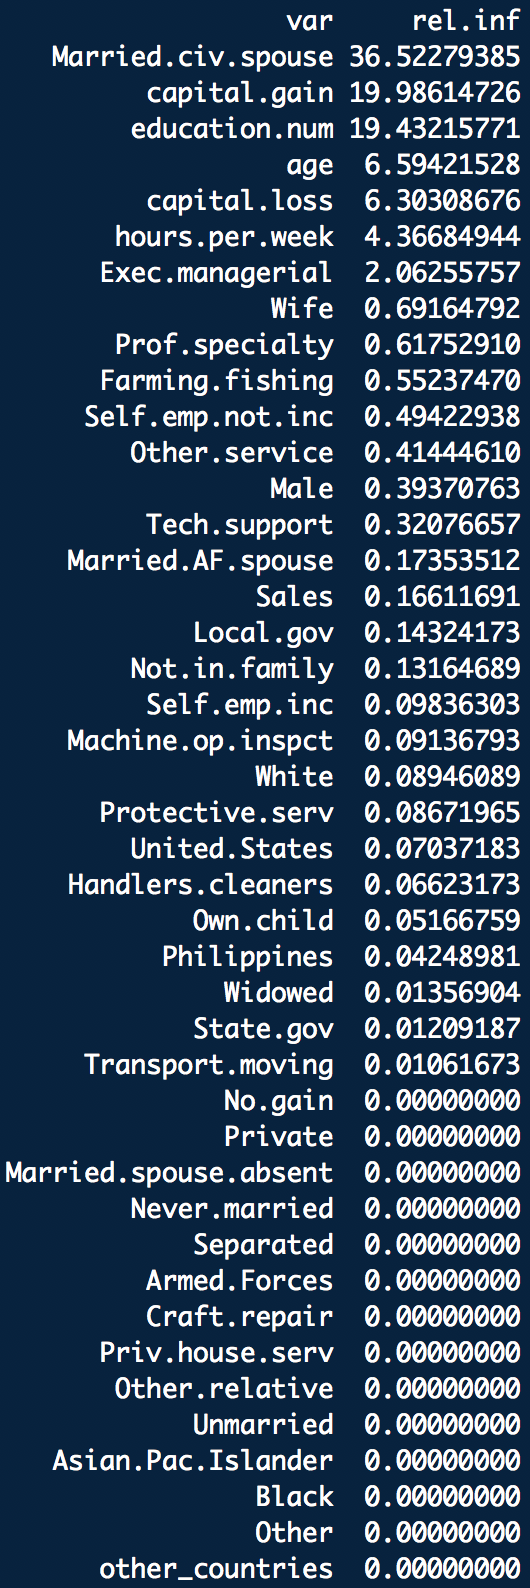 var rel.inf
Married.civ.spouse 36.52279385
capital.gain 19.98614726
education.num 19.43215771
age 6.59421528
capital.loss 6.30308676
hours.per.week 4.36684944
Exec.managerial 2.06255757
Wife 0.69164792
Prof.specialty 0.61752910
Farming.fishing 0.55237470
Self.emp.not.inc 0.49422938
Other.service 0.41444610
Male 0.39370763
Tech.support 0.32076657
Married.AF.spouse 0.17353512
Sales 0.16611691
Local.gov 0.14324173
Not.in.family 0.13164689
Self.emp.inc 0.09836303
Machine.op.inspct 0.09136793
White 0.08946089
Protective.serv 0.08671965
United.States 0.07037183
Handlers.cleaners 0.06623173
Own.child 0.05166759
Philippines 0.04248981
Widowed 0.01356904
State.gov 0.01209187
Transport.moving 0.01061673
No.gain 0.00000000
Private 0.00000000
Married.spouse.absent 0.00000000
Never.married 0.00000000
Separated 0.00000000
Armed.Forces 0.00000000
Craft.repair 0.00000000
Priv.house.serv 0.00000000
Other.relative 0.00000000
Unmarried 0.00000000
Asian.Pac.Islander 0.00000000
Black 0.00000000
Other 0.00000000
other_countries 0.00000000